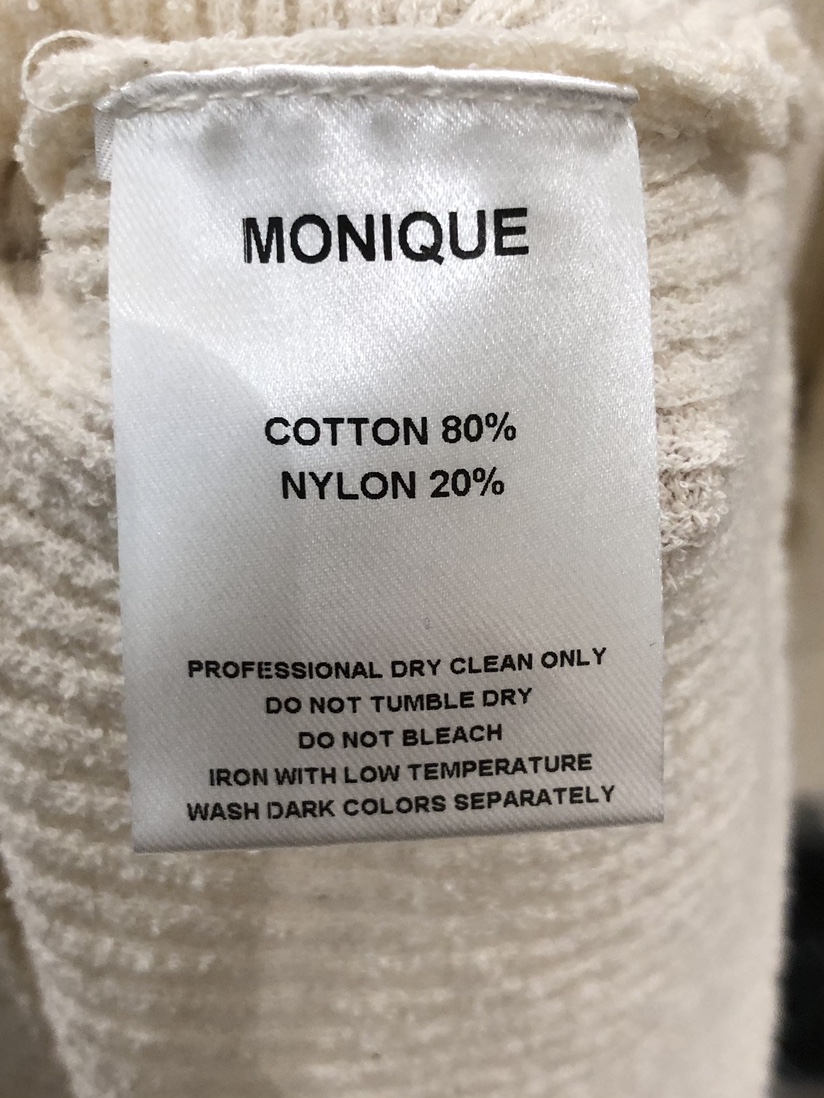 MONIQUE
COTTON 80%
NYLON 20%
PROFESSIONAL DRY CLEAN ONLY
DO NOT TUMBLE DRY
DO NOT BLEACH
IRON WITH LOW TEMPERATURE
WASH DARK COLORS SEPARATELY